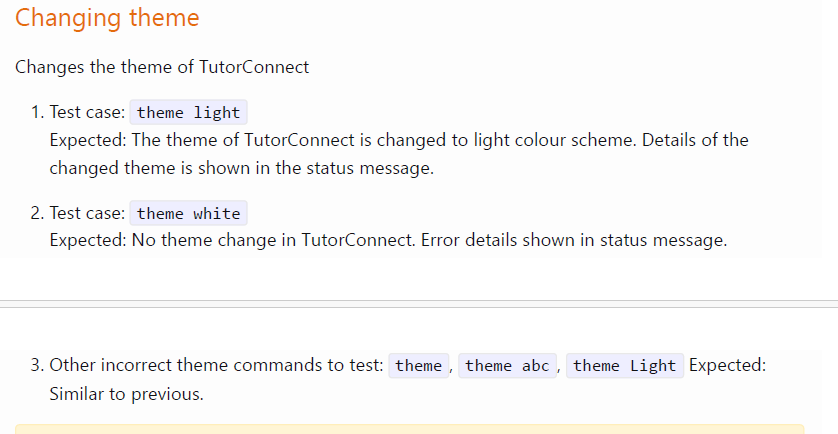 Changing theme
Changes the theme of TutorConnect
1. Test case: theme light
Expected: The theme of TutorConnect is changed to light colour scheme. Details of the
changed theme is shown in the status message.
2. Test case: theme white
Expected: No theme change in TutorConnect. Error details shown in status message.
3. Other incorrect theme commands to test: theme, theme abc, theme Light Expected:
Similar to previous.